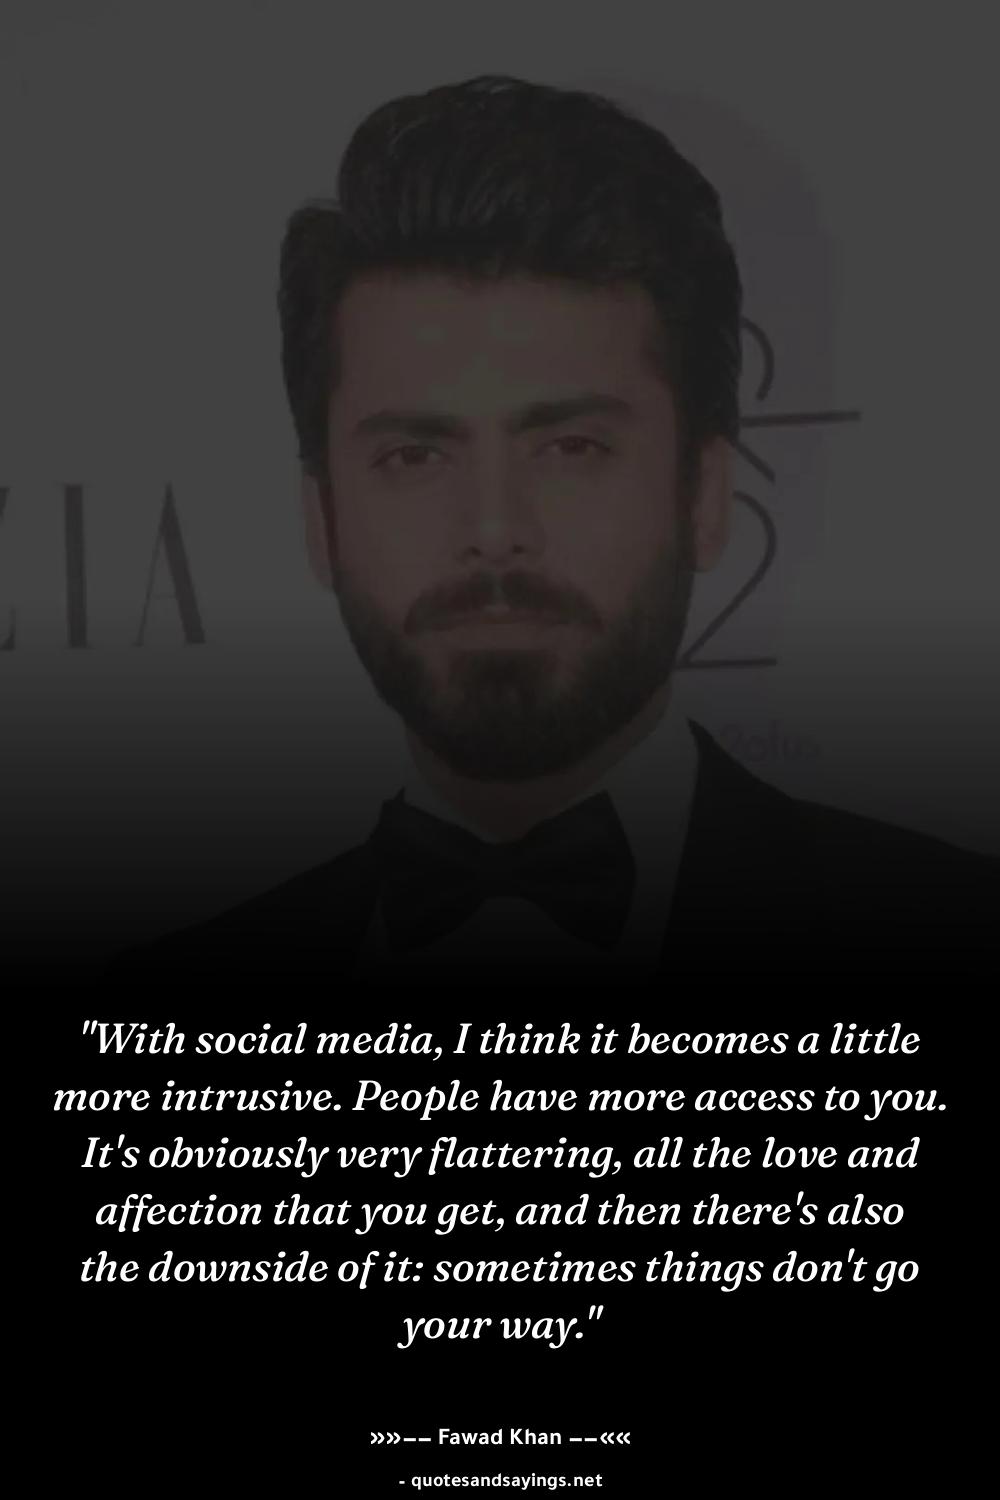 ZIA
"With social media, I think it becomes a little
more intrusive. People have more access to you.
It's obviously very flattering, all the love and
affection that you get, and then there's also
the downside of it: sometimes things don't go
your way."
»»–– Fawad Khan ––««
- quotesandsayings.net